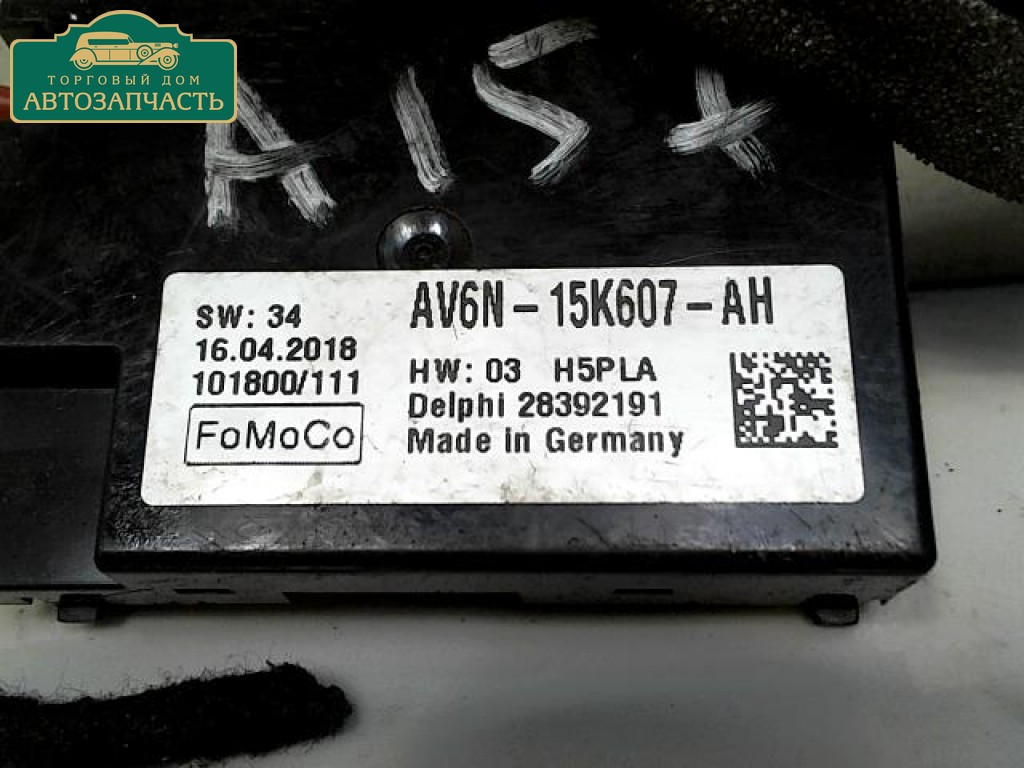 ТОРГОВЫЙ ДОМ
АВТОЗАПЧАСТЬ
A15X
SW: 34
16.04.2018
101800/111
FoMoCo
AV6N-15K607-AH
HW: 03 H5PLA
Delphi 28392191
Made in Germany